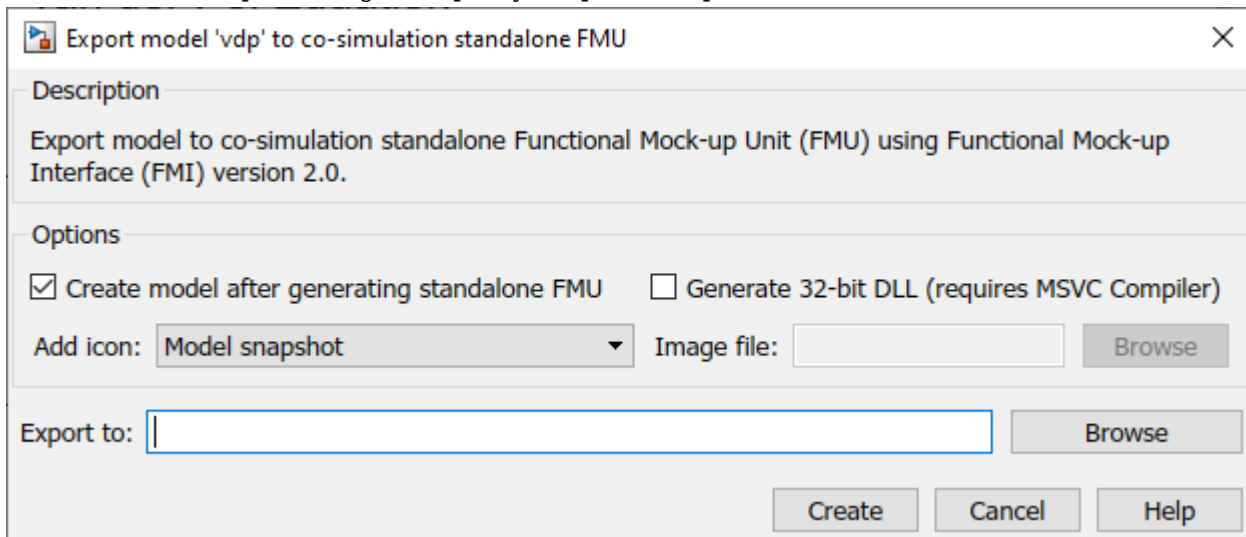 Export model 'vdp' to co-simulation standalone FMU
Description
Export model to co-simulation standalone Functional Mock-up Unit (FMU) using Functional Mock-up
Interface (FMI) version 2.0.
Options
Create model after generating standalone FMU Generate 32-bit DLL (requires MSVC Compiler)
Add icon: Model snapshot Image file: Browse
Export to: Browse
Create Cancel Help